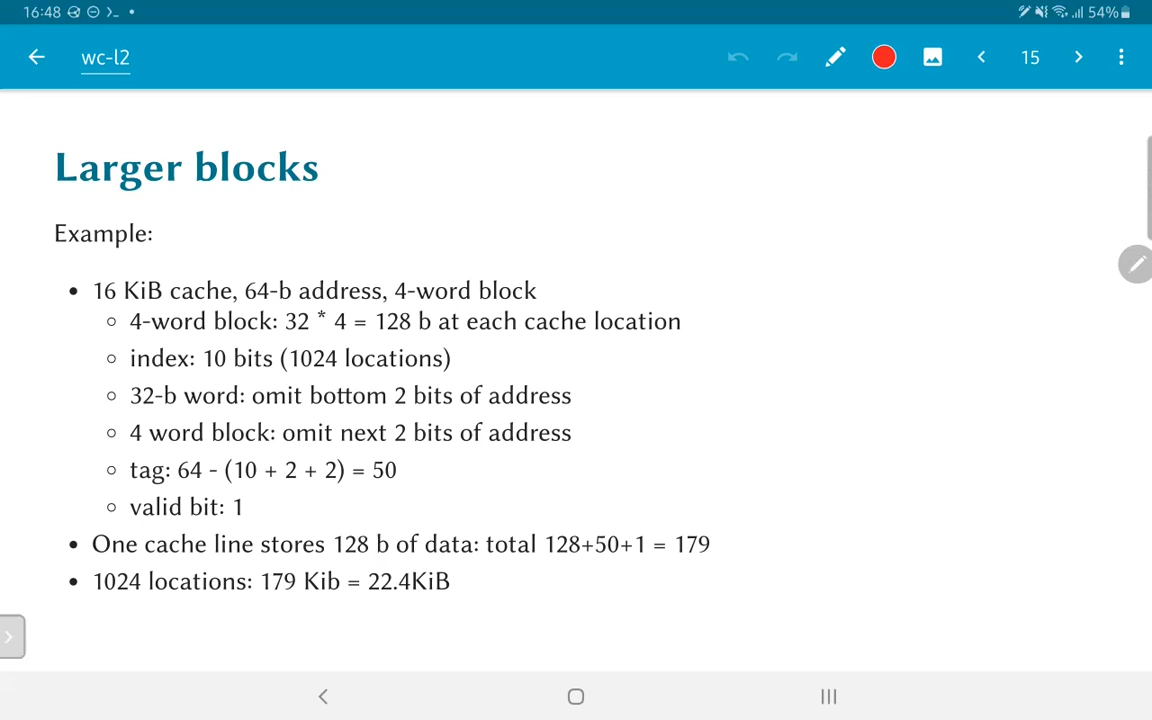 16:48 54%
wc-l2 15
Larger blocks
Example:
• 16 KiB cache, 64-b address, 4-word block
◦ 4-word block: 32 * 4 = 128 b at each cache location
◦ index: 10 bits (1024 locations)
◦ 32-b word: omit bottom 2 bits of address
◦ 4 word block: omit next 2 bits of address
◦ tag: 64 - (10 + 2 + 2) = 50
◦ valid bit: 1
• One cache line stores 128 b of data: total 128+50+1 = 179
• 1024 locations: 179 Kib = 22.4KiB